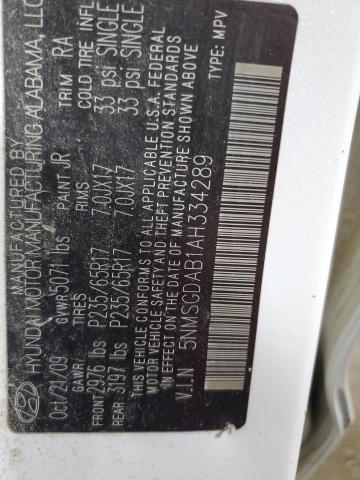 MANUFACTURED BY
HYUNDAI MOTOR MANUFACTURING ALABAMA, LLC
Oct/21/09 GVWR 5071 lbs PAINT JR TRIM RA
RIMS COLD TIRE INFL
FRONT 2976 lbs P235/65R17 7.0JX17 33 psi SINGLE
REAR 3197 lbs P235/65R17 7.0JX17 33 psi SINGLE
THIS VEHICLE CONFORMS TO ALL APPLICABLE U.S.A. FEDERAL
MOTOR VEHICLE SAFETY AND THEFT PREVENTION STANDARDS
IN EFFECT ON THE DATE OF MANUFACTURE SHOWN ABOVE
V.I.N 5NMSGDAB1AH334289 TYPE: MPV